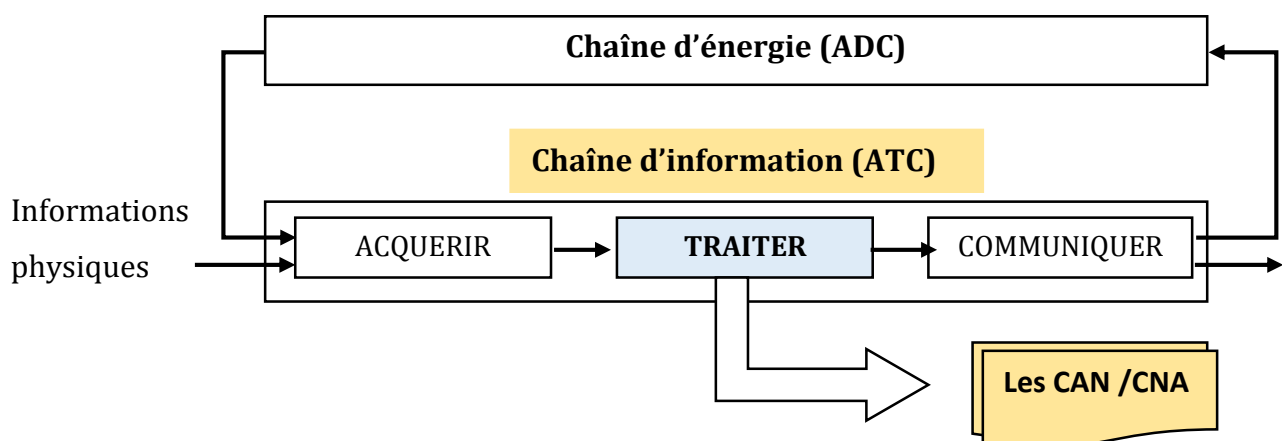 Chaîne d’énergie (ADC)
Chaîne d’information (ATC)
Informations
physiques
ACQUERIR
TRAITER
COMMUNIQUER
Les CAN /CNA